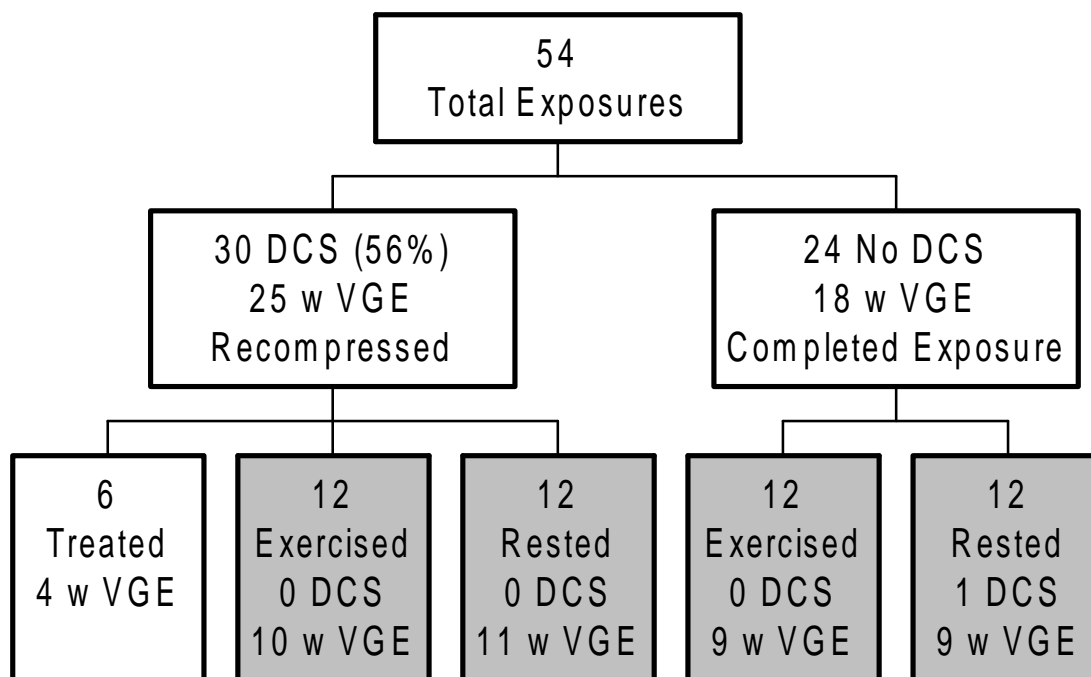 54
Total Exposures
30 DCS (56%)
25 w VGE
Recompressed
24 No DCS
18 w VGE
Completed Exposure
6
Treated
4 w VGE
12
Exercised
0 DCS
10 w VGE
12
Rested
0 DCS
11 w VGE
12
Exercised
0 DCS
9 w VGE
12
Rested
1 DCS
9 w VGE